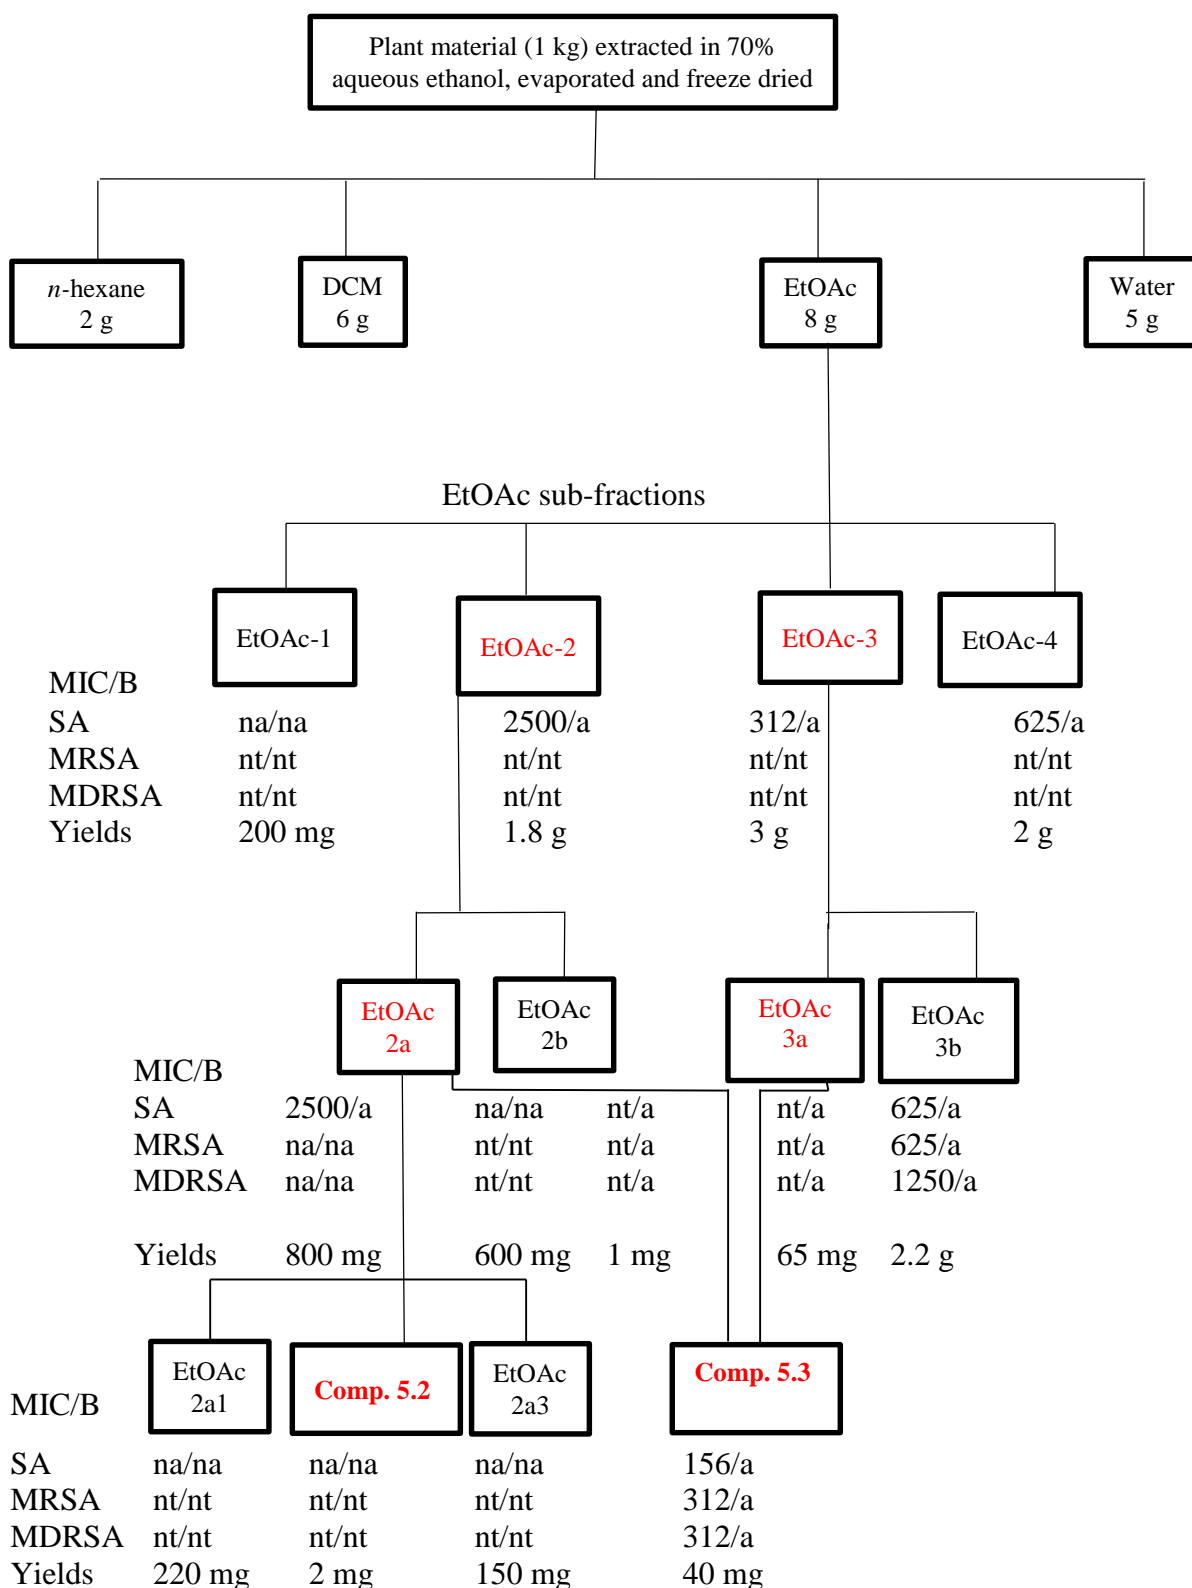 Plant material (1 kg) extracted in 70%
aqueous ethanol, evaporated and freeze dried
n-hexane
2 g
DCM
6 g
EtOAc
8 g
Water
5 g
EtOAc sub-fractions
EtOAc-1
EtOAc-2
EtOAc-3
EtOAc-4
MIC/B
SA na/na 2500/a 312/a 625/a
MRSA nt/nt nt/nt nt/nt nt/nt
MDRSA nt/nt nt/nt nt/nt nt/nt
Yields 200 mg 1.8 g 3 g 2 g
EtOAc
2a
EtOAc
2b
EtOAc
3a
EtOAc
3b
MIC/B
SA 2500/a na/na nt/a nt/a 625/a
MRSA na/na nt/nt nt/a nt/a 625/a
MDRSA na/na nt/nt nt/a nt/a 1250/a
Yields 800 mg 600 mg 1 mg 65 mg 2.2 g
EtOAc
2a1
Comp. 5.2
EtOAc
2a3
Comp. 5.3
MIC/B
SA na/na na/na na/na 156/a
MRSA nt/nt nt/nt nt/nt 312/a
MDRSA nt/nt nt/nt nt/nt 312/a
Yields 220 mg 2 mg 150 mg 40 mg